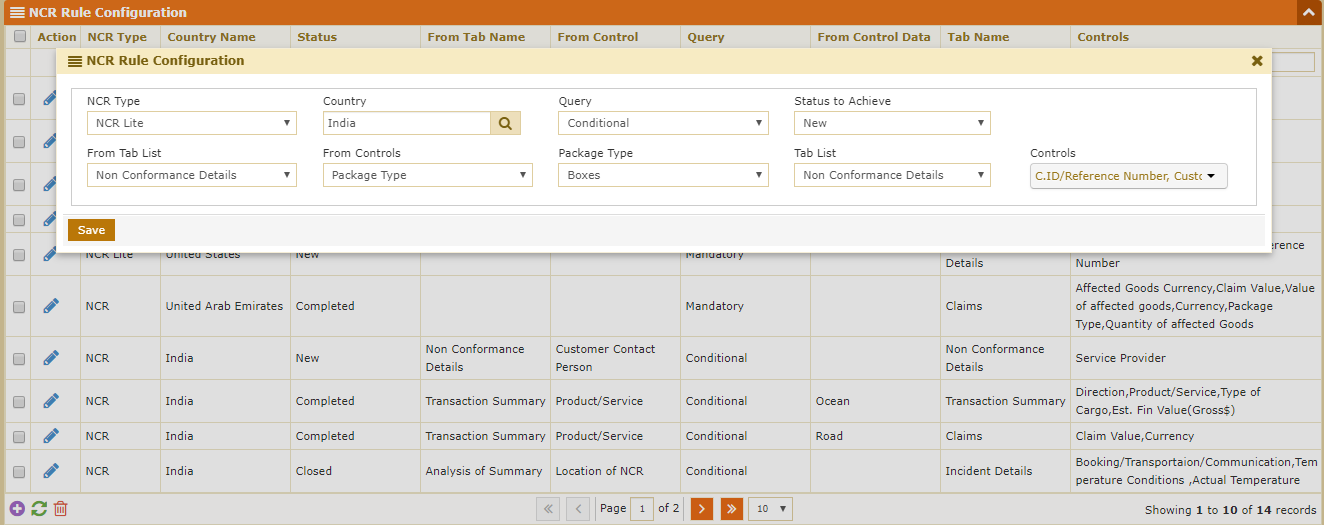 NCR Rule Configuration
Action NCR Type Country Name Status From Tab Name From Control Query From Control Data Tab Name Controls
NCR Rule Configuration
NCR Type Country Query Status to Achieve
NCR Lite India Conditional New
From Tab List From Controls Package Type Tab List Controls
Non Conformance Details Package Type Boxes Non Conformance Details C.ID/Reference Number, Custo
Save
NCR Lite United States New Mandatory Details erence Number
NCR United Arab Emirates Completed Mandatory Claims Affected Goods Currency,Claim Value,Value
of affected goods,Currency,Package
Type,Quantity of affected Goods
NCR India New Non Conformance Details Customer Contact Person Conditional Non Conformance Details Service Provider
NCR India Completed Transaction Summary Product/Service Conditional Ocean Transaction Summary Direction,Product/Service,Type of
Cargo,Est. Fin Value(Gross$)
NCR India Completed Transaction Summary Product/Service Conditional Road Claims Claim Value,Currency
NCR India Closed Analysis of Summary Location of NCR Conditional Incident Details Booking/Transportaion/Communication,Tem
perature Conditions ,Actual Temperature
Page 1 of 2 10 Showing 1 to 10 of 14 records